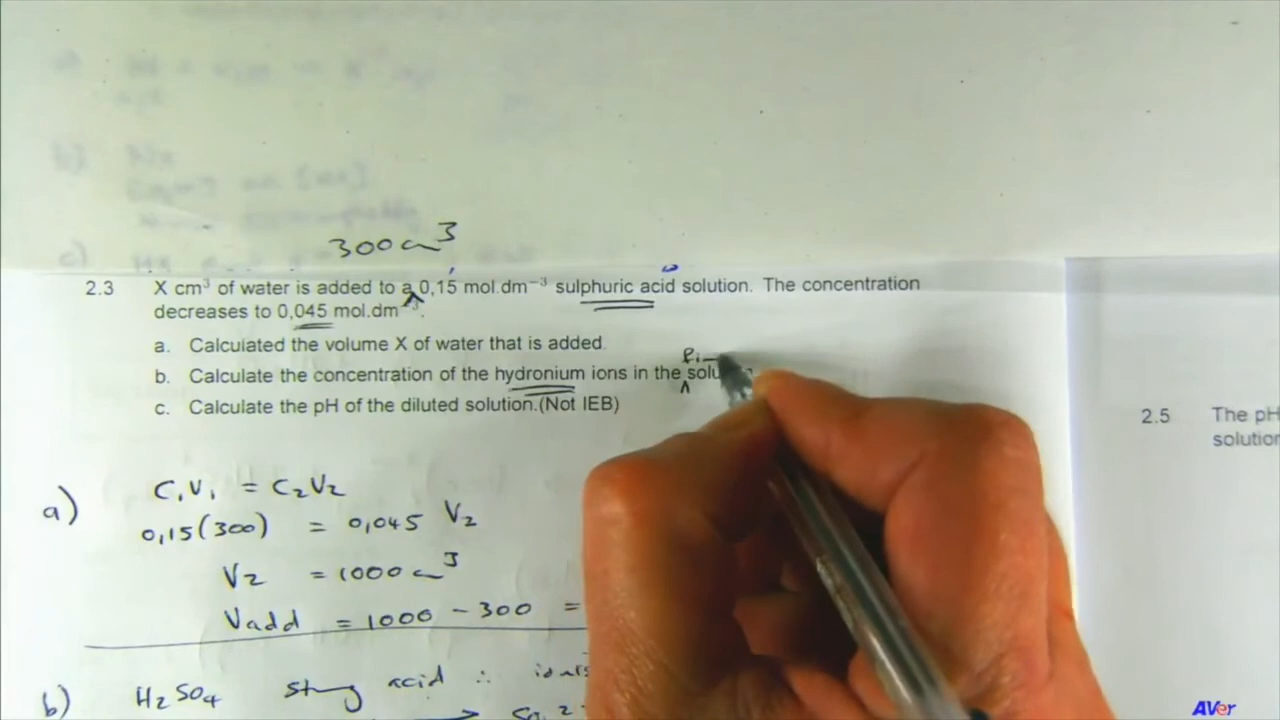 300 cm³
2.3 X cm³ of water is added to a 0,15 mol.dm⁻³ sulphuric acid solution. The concentration
decreases to 0,045 mol.dm⁻³.
a. Calculated the volume X of water that is added.
b. Calculate the concentration of the hydronium ions in the
c. Calculate the pH of the diluted solution.(Not IEB)
2.5 The pH
solution
a) C₁V₁ = C₂V₂
0,15(300) = 0,045 V₂
V₂ = 1000 cm³
Vadd = 1000 - 300 =
b) H₂SO₄ strong acid ∴
AVer